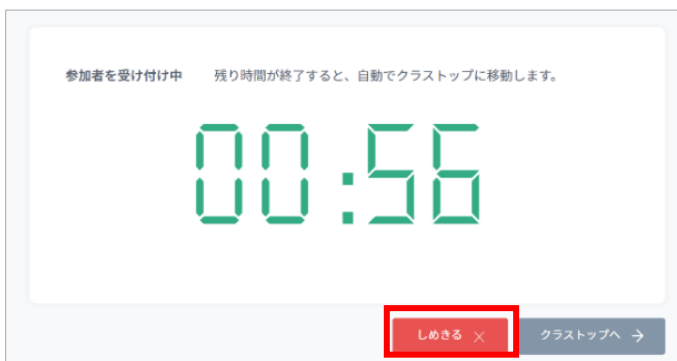 参加者を受け付け中 残り時間が終了すると、自動でクラストップに移動します。
00:56
しめきる × クラストップへ →